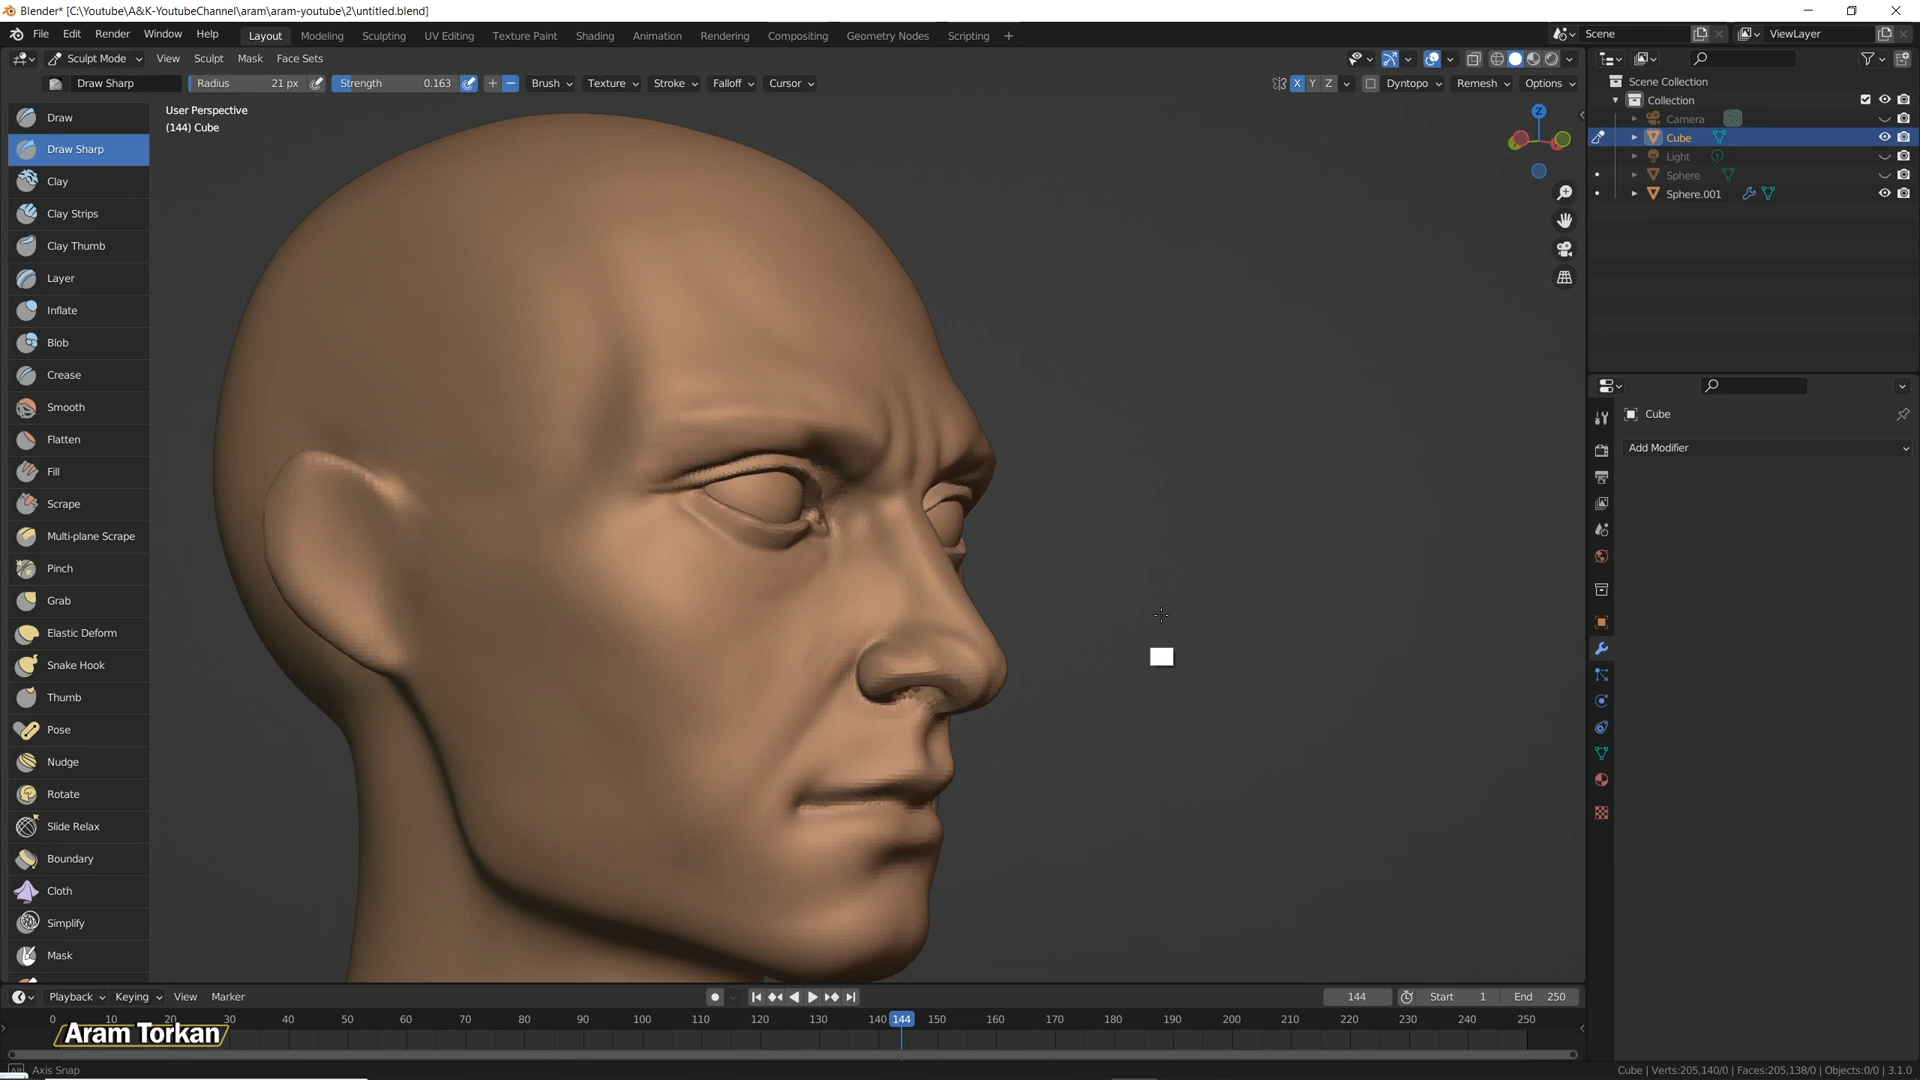 Blender* [C:\Youtube\A&K-YoutubeChannel\aram\aram-youtube\2\untitled.blend]
File Edit Render Window Help Layout Modeling Sculpting UV Editing Texture Paint Shading Animation Rendering Compositing Geometry Nodes Scripting + Scene ViewLayer
Sculpt Mode View Sculpt Mask Face Sets
Draw Sharp Radius 21 px Strength 0.163 Brush Texture Stroke Falloff Cursor X Y Z Dyntopo Remesh Options
User Perspective
(144) Cube
Draw
Draw Sharp
Clay
Clay Strips
Clay Thumb
Layer
Inflate
Blob
Crease
Smooth
Flatten
Fill
Scrape
Multi-plane Scrape
Pinch
Grab
Elastic Deform
Snake Hook
Thumb
Pose
Nudge
Rotate
Slide Relax
Boundary
Cloth
Simplify
Mask
Z
Scene Collection
Collection
Camera
Cube
Light
Sphere
Sphere.001
Cube
Add Modifier
Playback Keying View Marker 144 Start 1 End 250
0 10 20 30 40 50 60 70 80 90 100 110 120 130 140 144 150 160 170 180 190 200 210 220 230 240 250
Aram Torkan
Alt Axis Snap
Cube | Verts:205,140/0 | Faces:205,138/0 | Objects:0/0 | 3.1.0